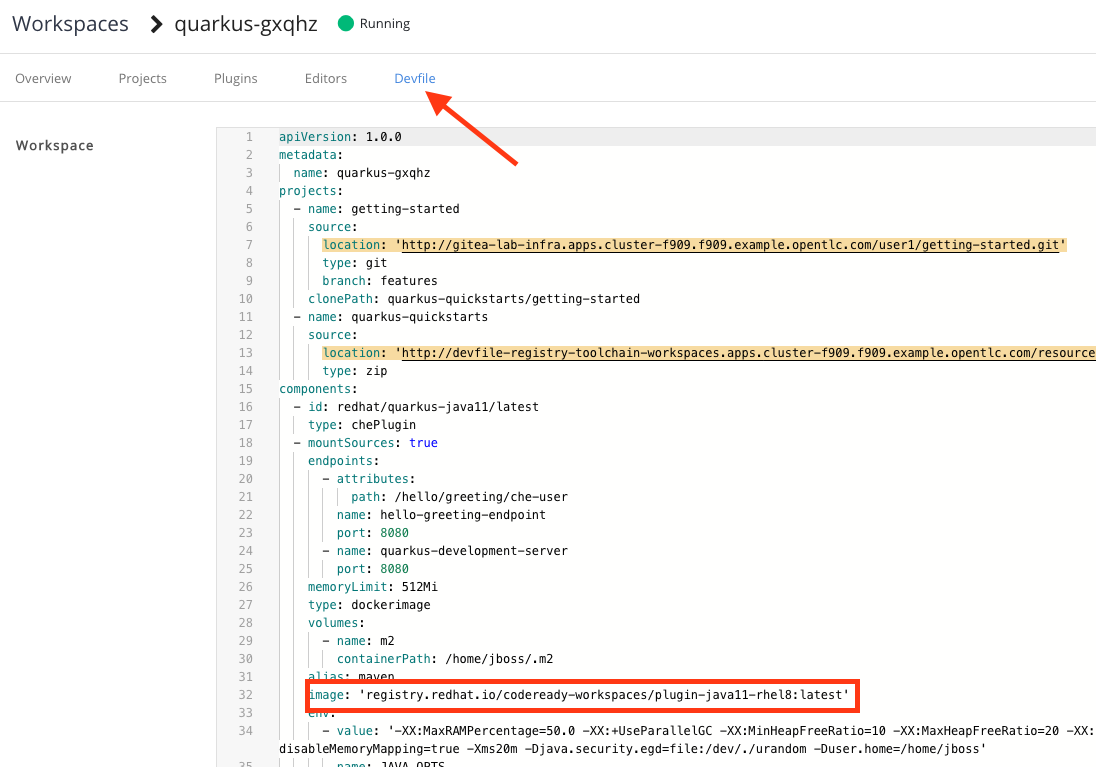 Workspaces > quarkus-gxqhz Running
Overview Projects Plugins Editors Devfile
Workspace
1 apiVersion: 1.0.0
2 metadata:
3 name: quarkus-gxqhz
4 projects:
5 - name: getting-started
6 source:
7 location: 'http://gitea-lab-infra.apps.cluster-f909.f909.example.opentlc.com/user1/getting-started.git'
8 type: git
9 branch: features
10 clonePath: quarkus-quickstarts/getting-started
11 - name: quarkus-quickstarts
12 source:
13 location: 'http://devfile-registry-toolchain-workspaces.apps.cluster-f909.f909.example.opentlc.com/resource
14 type: zip
15 components:
16 - id: redhat/quarkus-java11/latest
17 type: chePlugin
18 - mountSources: true
19 endpoints:
20 - attributes:
21 path: /hello/greeting/che-user
22 name: hello-greeting-endpoint
23 port: 8080
24 - name: quarkus-development-server
25 port: 8080
26 memoryLimit: 512Mi
27 type: dockerimage
28 volumes:
29 - name: m2
30 containerPath: /home/jboss/.m2
31 alias: maven
32 image: 'registry.redhat.io/codeready-workspaces/plugin-java11-rhel8:latest'
33 env:
34 - value: '-XX:MaxRAMPercentage=50.0 -XX:+UseParallelGC -XX:MinHeapFreeRatio=10 -XX:MaxHeapFreeRatio=20 -XX:
disableMemoryMapping=true -Xms20m -Djava.security.egd=file:/dev/./urandom -Duser.home=/home/jboss'
35 name: JAVA_OPTS